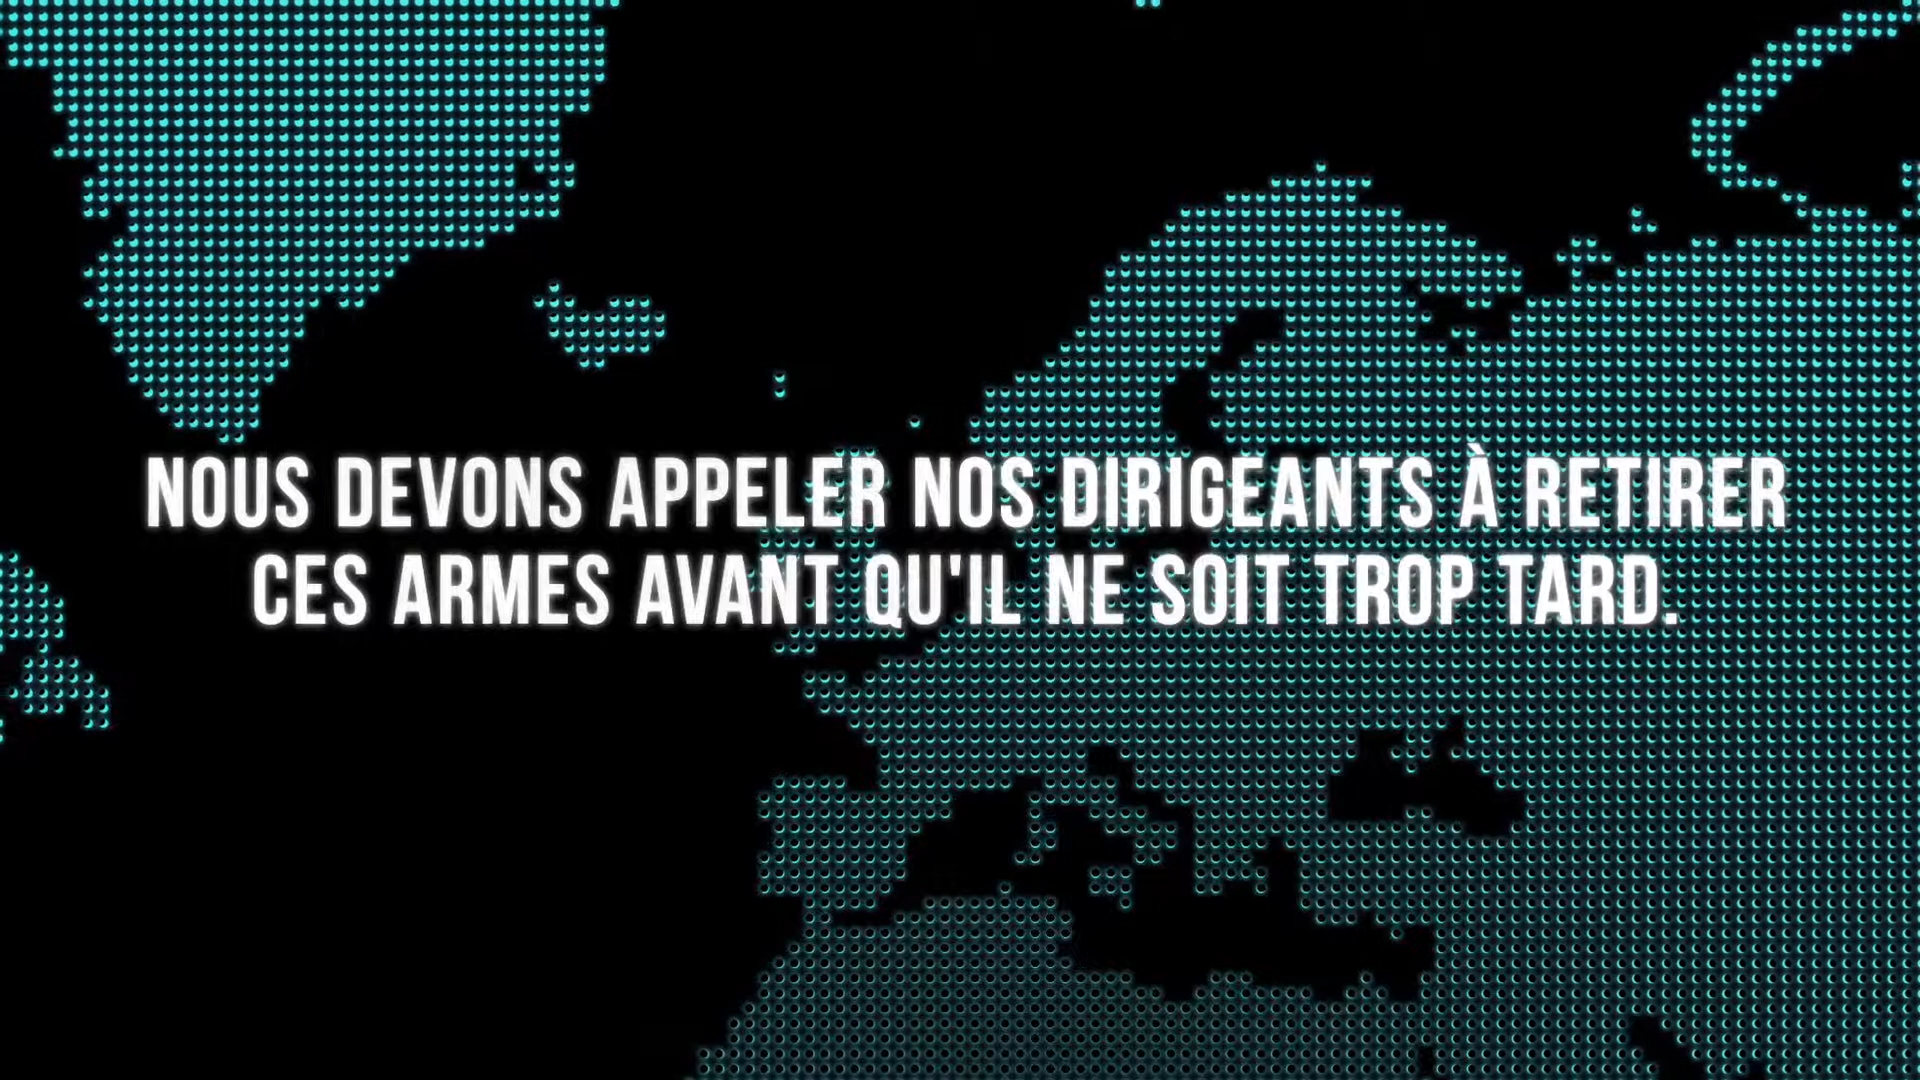 NOUS DEVONS APPELER NOS DIRIGEANTS À RETIRER
CES ARMES AVANT QU'IL NE SOIT TROP TARD.